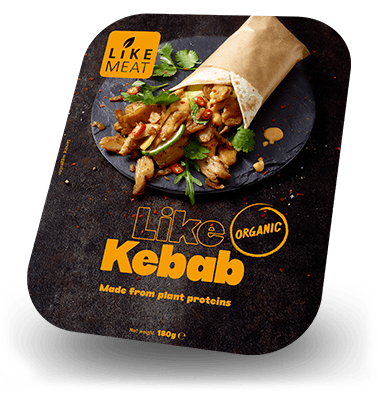 LiKE
MEAT
Like
ORGANIC
Kebab
Made from plant proteins
Net weight 180g ℮